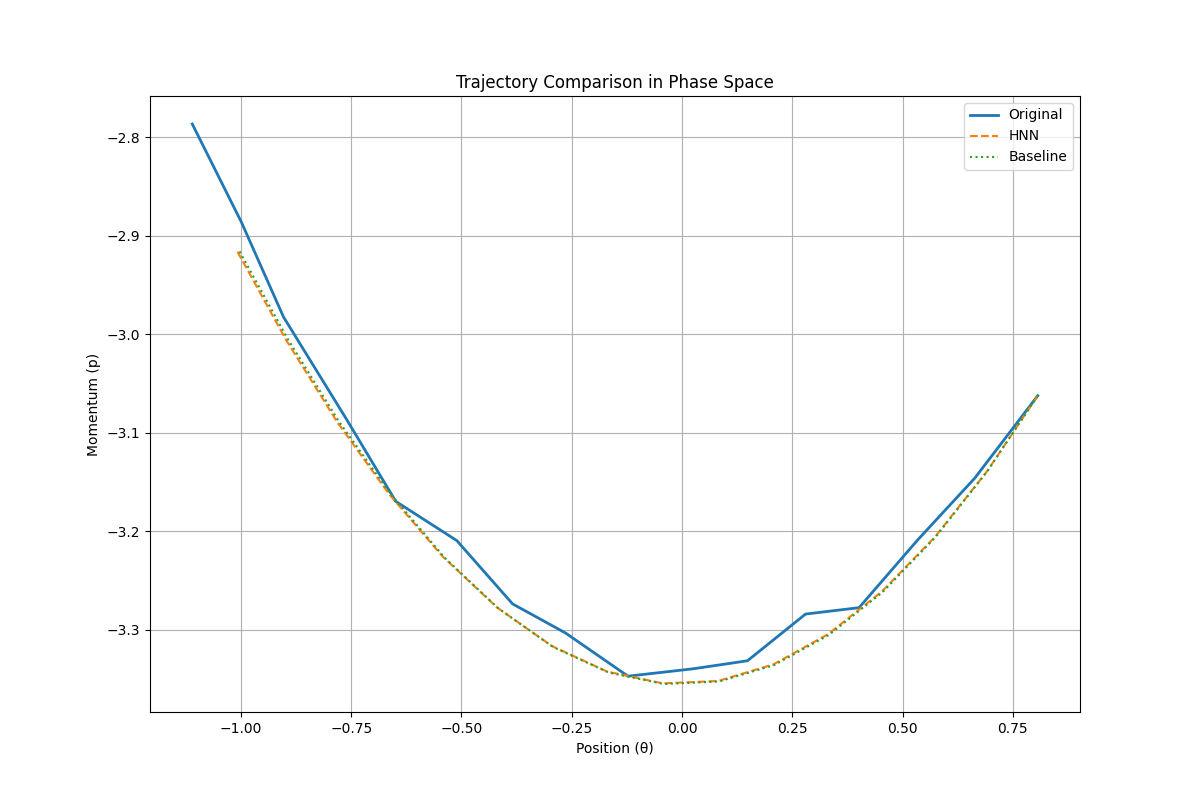 Trajectory Comparison in Phase Space
Original
HNN
Baseline
−2.8
−2.9
−3.0
−3.1
−3.2
−3.3
Momentum (p)
−1.00 −0.75 −0.50 −0.25 0.00 0.25 0.50 0.75
Position (θ)